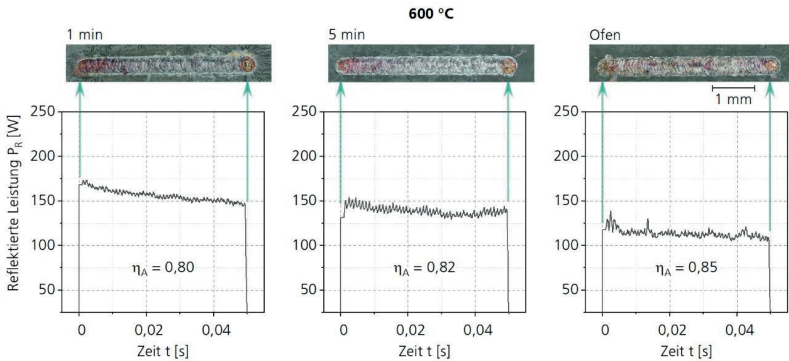 600 °C
1 min
5 min
Ofen
1 mm
Reflektierte Leistung P_R [W]
250
200
150
100
50
η_A = 0,80
0
0,02
0,04
Zeit t [s]
250
200
150
100
50
η_A = 0,82
0
0,02
0,04
Zeit t [s]
250
200
150
100
50
η_A = 0,85
0
0,02
0,04
Zeit t [s]